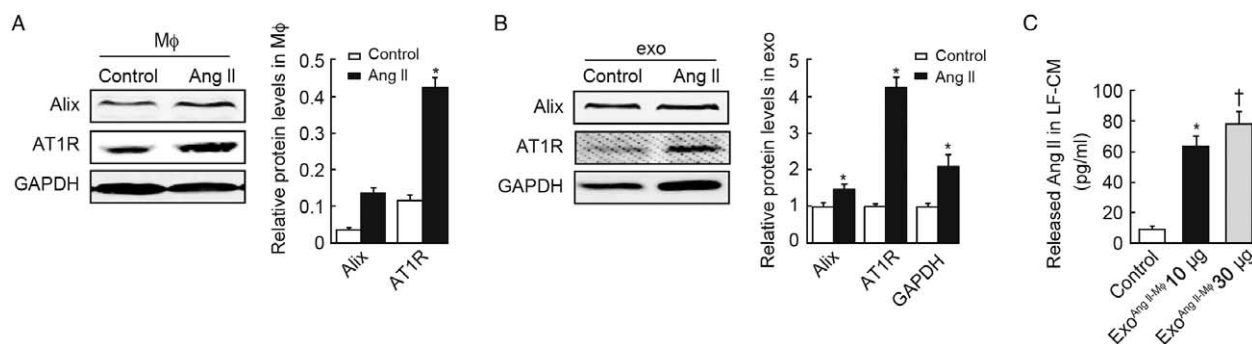 A
Mϕ
Control Ang II
Alix
AT1R
GAPDH
Relative protein levels in Mϕ
0.5
0.4
0.3
0.2
0.1
0
Control
Ang II
*
Alix
AT1R
B
exo
Control Ang II
Alix
AT1R
GAPDH
Relative protein levels in exo
5
4
3
2
1
0
Control
Ang II
*
*
*
Alix
AT1R
GAPDH
C
Released Ang II in LF-CM
(pg/ml)
100
80
60
40
20
0
*
†
Control
Exo^Ang II-Mϕ 10 µg
Exo^Ang II-Mϕ 30 µg